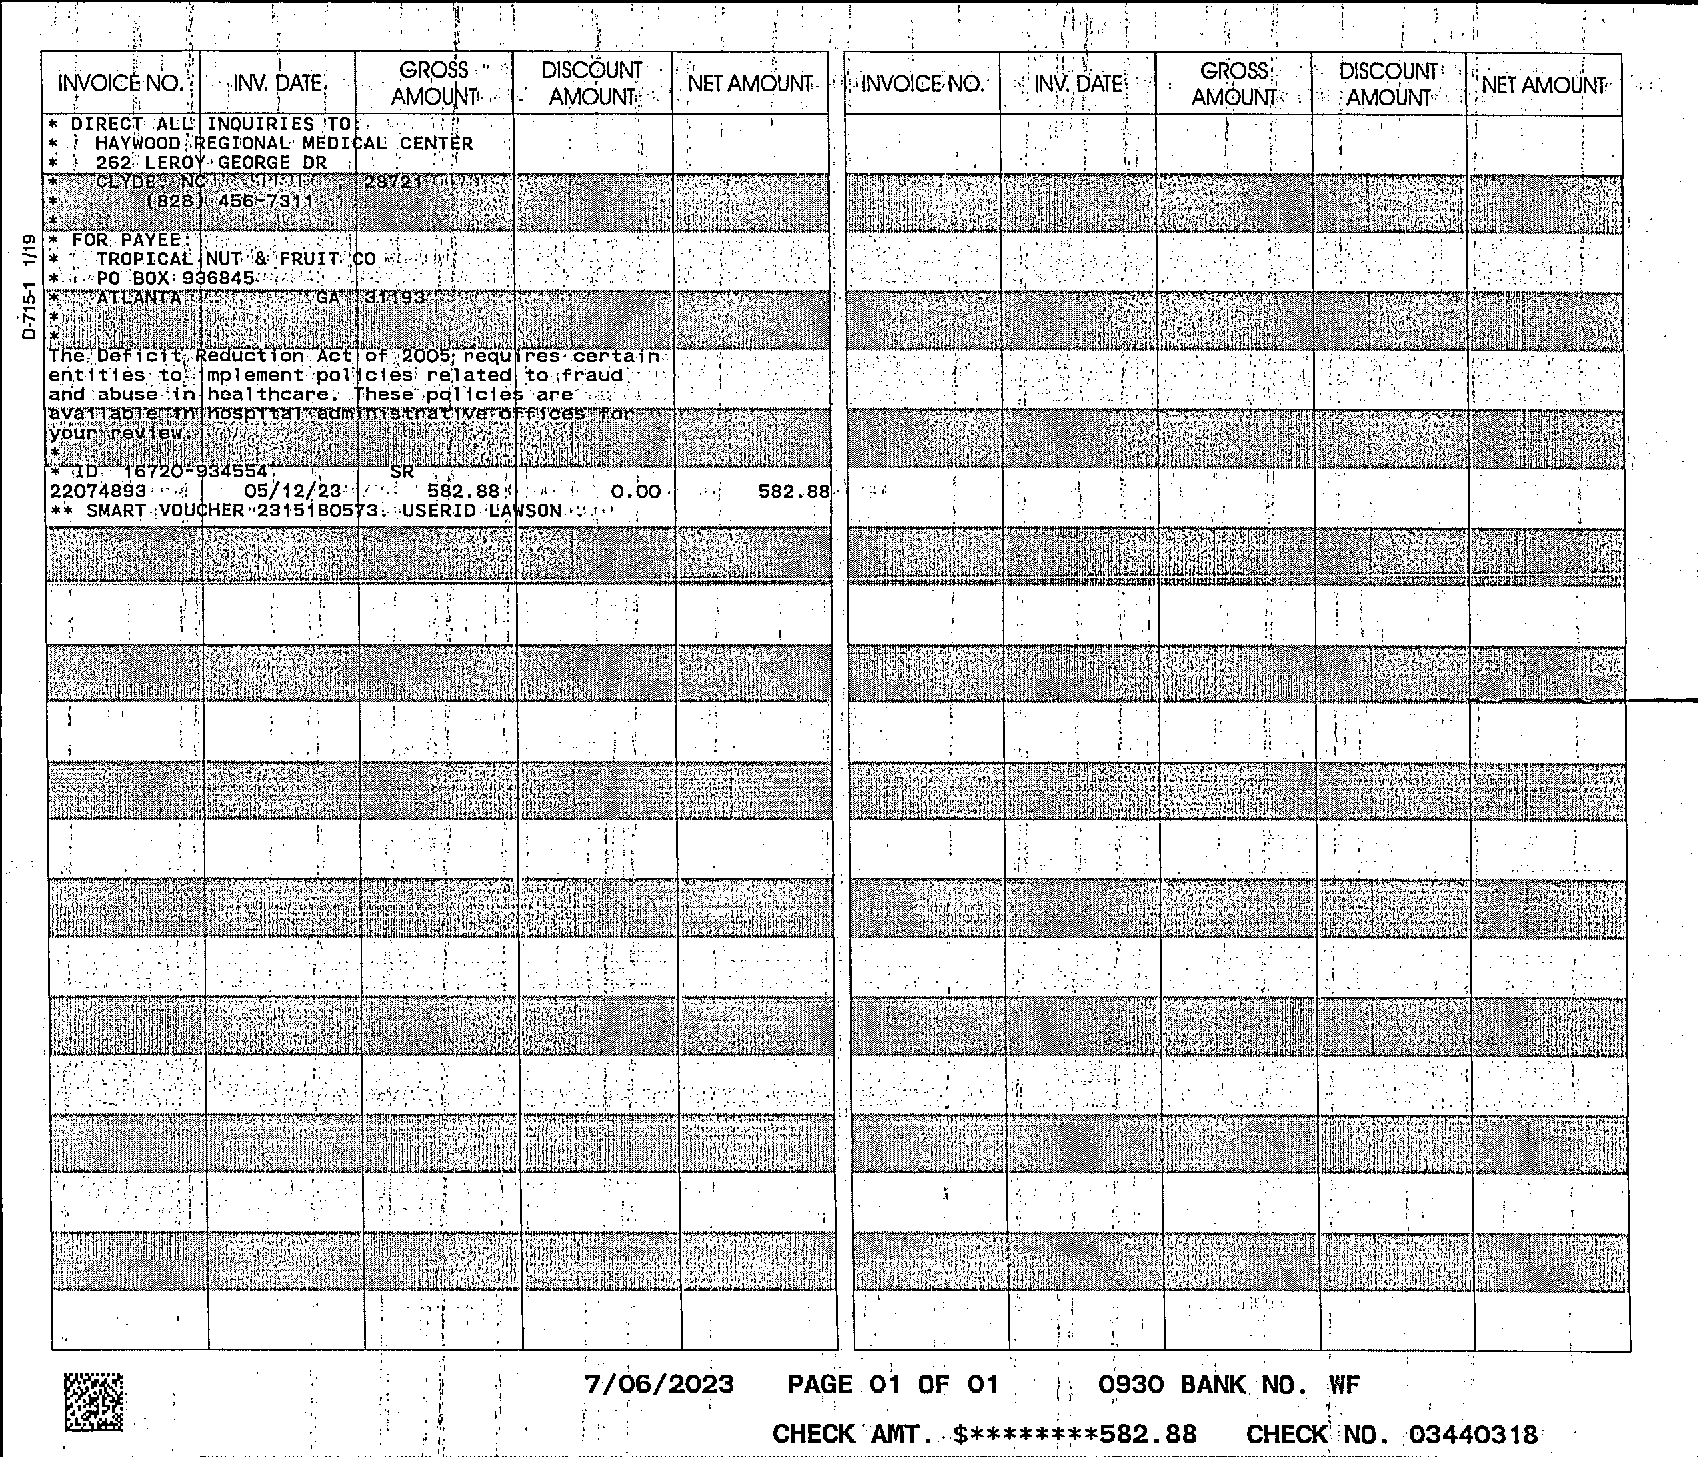 INVOICE NO. INV. DATE GROSS AMOUNT DISCOUNT AMOUNT NET AMOUNT INVOICE NO. INV. DATE GROSS AMOUNT DISCOUNT AMOUNT NET AMOUNT
* DIRECT ALL INQUIRIES TO:
* HAYWOOD REGIONAL MEDICAL CENTER
* 262 LEROY GEORGE DR
* CLYDE, NC 28721
* (828) 456-7311
*
* FOR PAYEE:
* TROPICAL NUT & FRUIT CO
* PO BOX 936845
* ATLANTA GA 31193
*
*
The Deficit Reduction Act of 2005, requires certain
entities to implement policies related to fraud
and abuse in healthcare. These policies are
available in hospital administrative offices for
your review.
*
* ID 16720-934554 SR
22074893 05/12/23 582.88 0.00 582.88
** SMART VOUCHER 2315180573. USERID LAWSON
D-715-1 1/19
7/06/2023 PAGE 01 OF 01 0930 BANK NO. WF
CHECK AMT. $********582.88 CHECK NO. 03440318